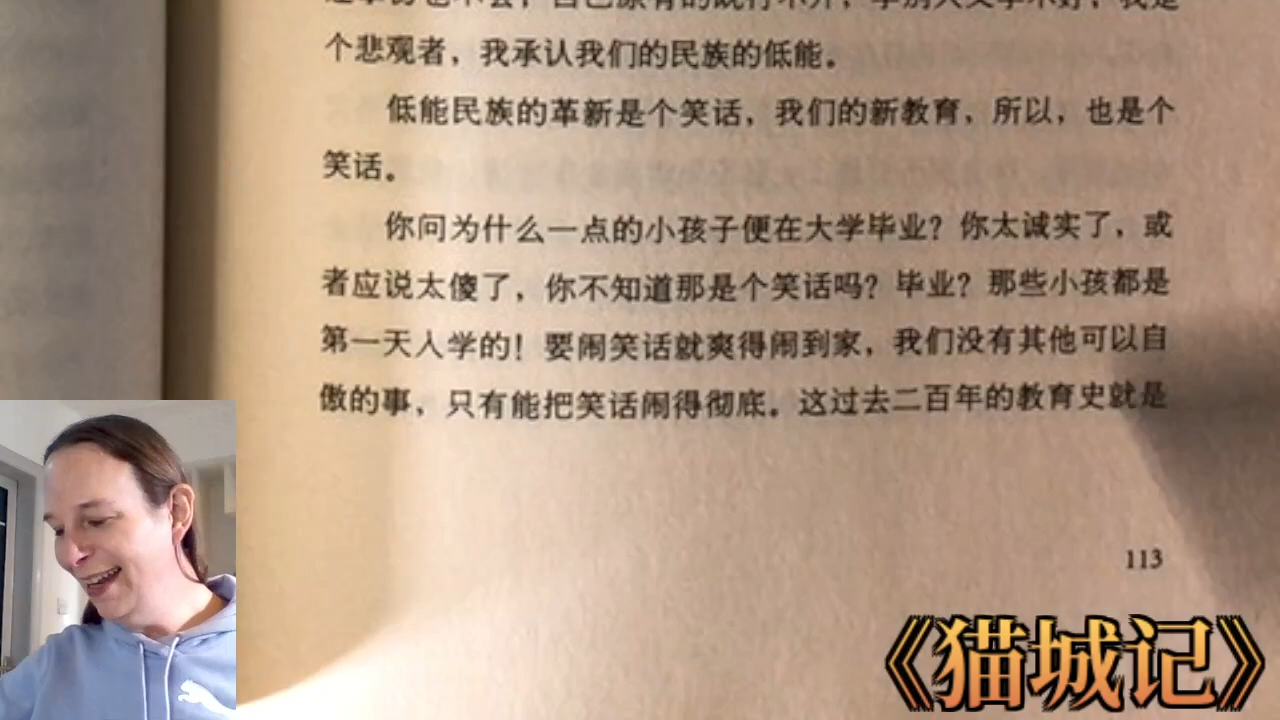 个悲观者，我承认我们的民族的低能。
低能民族的革新是个笑话，我们的新教育，所以，也是个
笑话。
你问为什么一点的小孩子便在大学毕业？你太诚实了，或
者应说太傻了，你不知道那是个笑话吗？毕业？那些小孩都是
第一天入学的！要闹笑话就爽得闹到家，我们没有其他可以自
傲的事，只有能把笑话闹得彻底。这过去二百年的教育史就是
113
《猫城记》